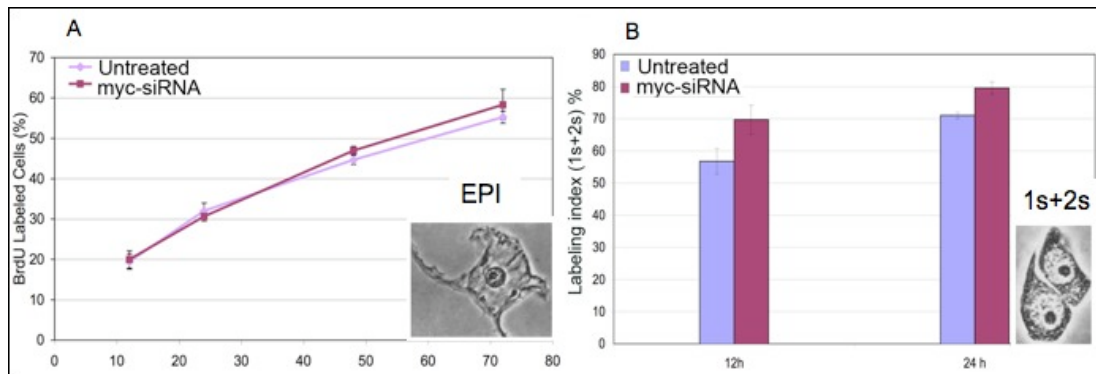 A
70
60
50
40
30
20
10
0
BrdU Labeled Cells (%)
Untreated
myc-siRNA
EPI
0 10 20 30 40 50 60 70 80
B
90
80
70
60
50
40
30
20
10
0
Labeling index (1s+2s) %
Untreated
myc-siRNA
1s+2s
12h 24 h